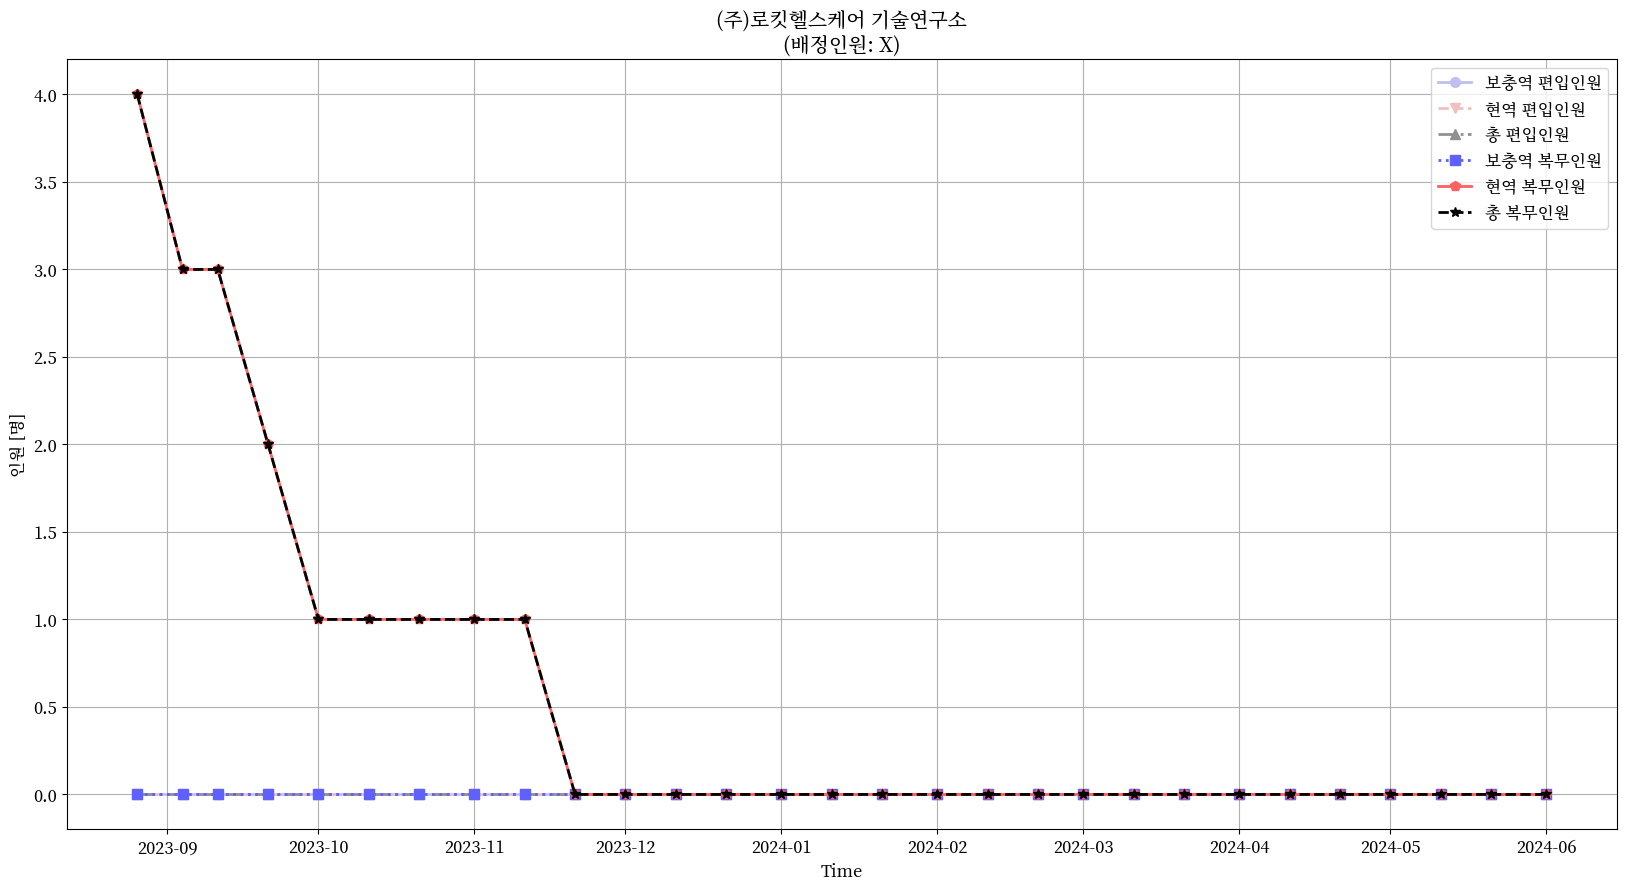 (주)로킷헬스케어 기술연구소
(배정인원: X)
보충역 편입인원
현역 편입인원
총 편입인원
보충역 복무인원
현역 복무인원
총 복무인원
인원 [명]
4.0
3.5
3.0
2.5
2.0
1.5
1.0
0.5
0.0
2023-09 2023-10 2023-11 2023-12 2024-01 2024-02 2024-03 2024-04 2024-05 2024-06
Time